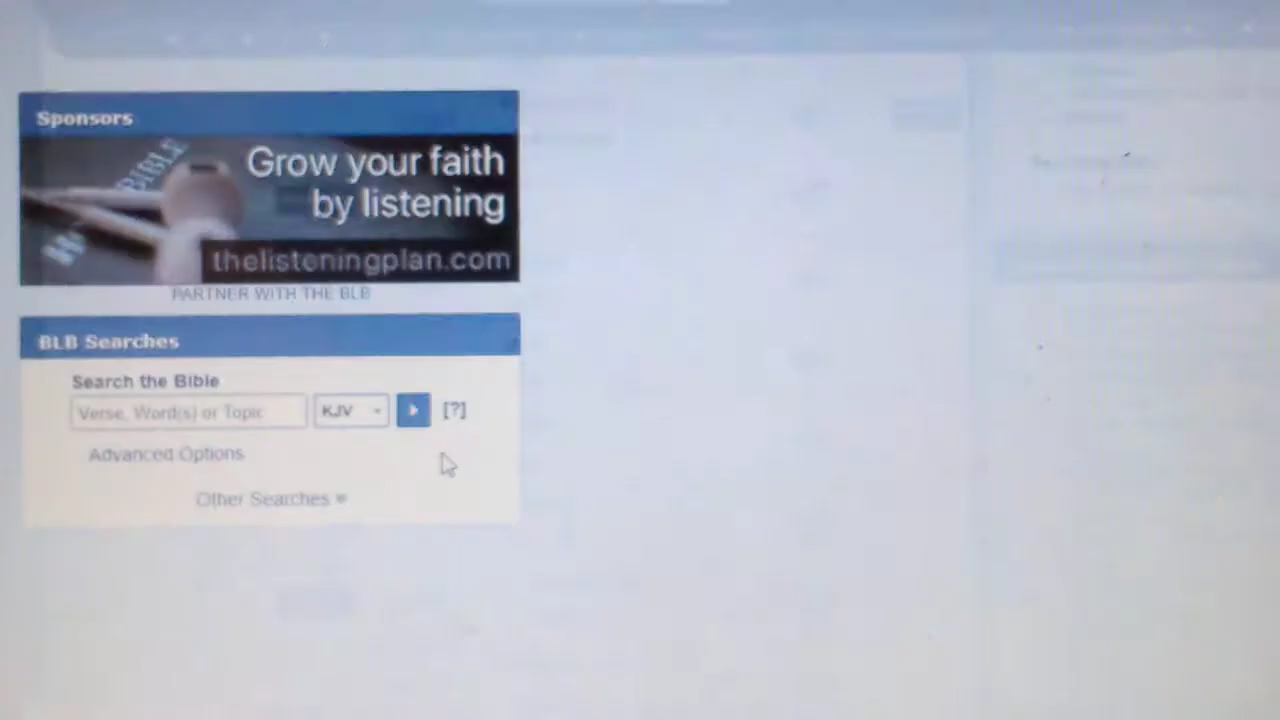 Sponsors
BIBLE
Grow your faith
by listening
thelisteningplan.com
PARTNER WITH THE BLB
BLB Searches
Search the Bible
Verse, Word(s) or Topic KJV [?]
Advanced Options
Other Searches